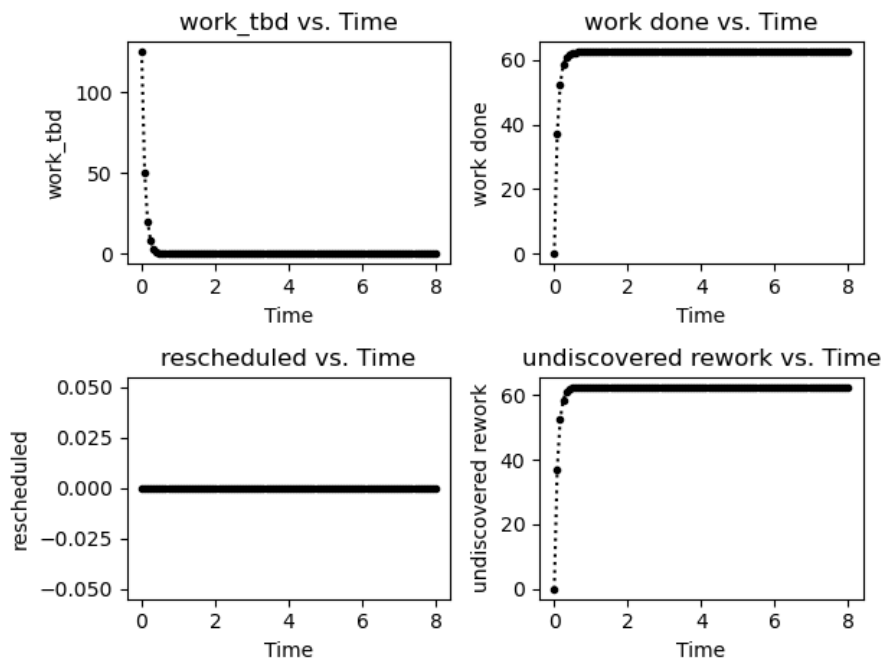 work_tbd vs. Time
work_tbd
100
50
0
0 2 4 6 8
Time
work done vs. Time
work done
60
40
20
0
0 2 4 6 8
Time
rescheduled vs. Time
rescheduled
0.050
0.025
0.000
−0.025
−0.050
0 2 4 6 8
Time
undiscovered rework vs. Time
undiscovered rework
60
40
20
0
0 2 4 6 8
Time